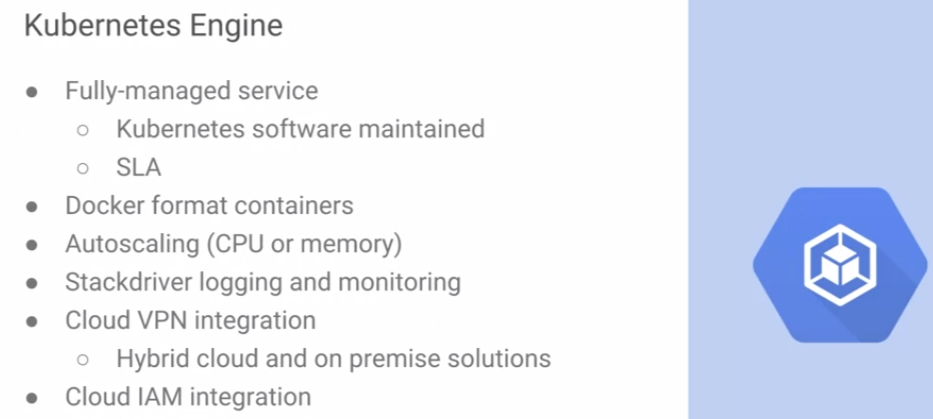 Kubernetes Engine
● Fully-managed service
○ Kubernetes software maintained
○ SLA
● Docker format containers
● Autoscaling (CPU or memory)
● Stackdriver logging and monitoring
● Cloud VPN integration
○ Hybrid cloud and on premise solutions
● Cloud IAM integration